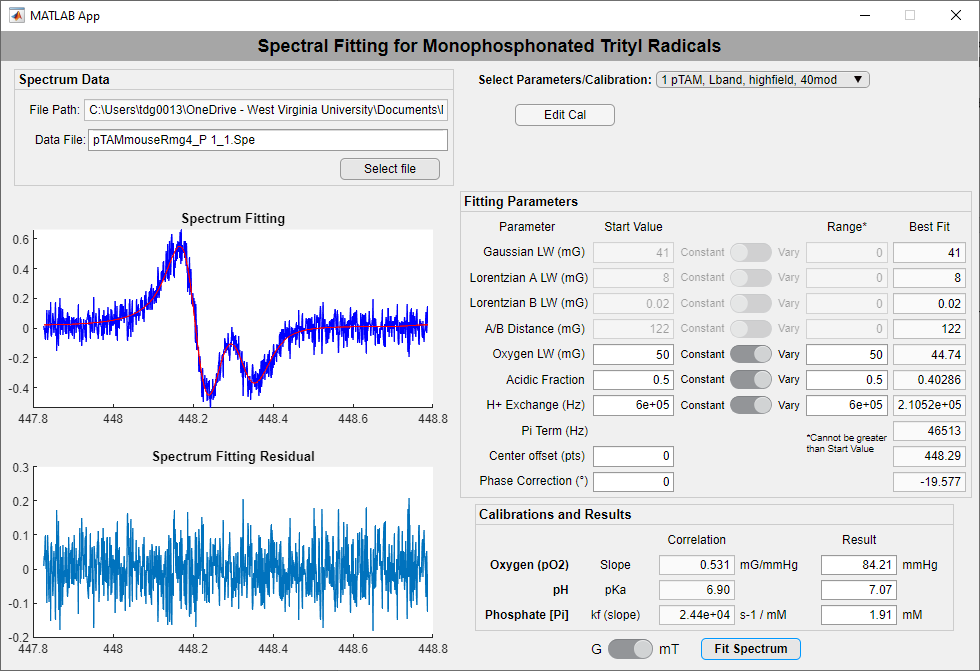 MATLAB App
Spectral Fitting for Monophosphonated Trityl Radicals
Spectrum Data
File Path: C:\Users\tdg0013\OneDrive - West Virginia University\Documents\I
Data File: pTAMmouseRmg4_P 1_1.Spe
Select file
Select Parameters/Calibration: 1 pTAM, Lband, highfield, 40mod
Edit Cal
Spectrum Fitting
0.6
0.4
0.2
0
-0.2
-0.4
447.8 448 448.2 448.4 448.6 448.8
Spectrum Fitting Residual
0.3
0.2
0.1
0
-0.1
-0.2
447.8 448 448.2 448.4 448.6 448.8
Fitting Parameters
Parameter Start Value Range* Best Fit
Gaussian LW (mG) 41 Constant Vary 0 41
Lorentzian A LW (mG) 8 Constant Vary 0 8
Lorentzian B LW (mG) 0.02 Constant Vary 0 0.02
A/B Distance (mG) 122 Constant Vary 0 122
Oxygen LW (mG) 50 Constant Vary 50 44.74
Acidic Fraction 0.5 Constant Vary 0.5 0.40286
H+ Exchange (Hz) 6e+05 Constant Vary 6e+05 2.1052e+05
Pi Term (Hz) 46513
*Cannot be greater
than Start Value
Center offset (pts) 0 448.29
Phase Correction (°) 0 -19.577
Calibrations and Results
Correlation Result
Oxygen (pO2) Slope 0.531 mG/mmHg 84.21 mmHg
pH pKa 6.90 7.07
Phosphate [Pi] kf (slope) 2.44e+04 s-1 / mM 1.91 mM
G mT Fit Spectrum